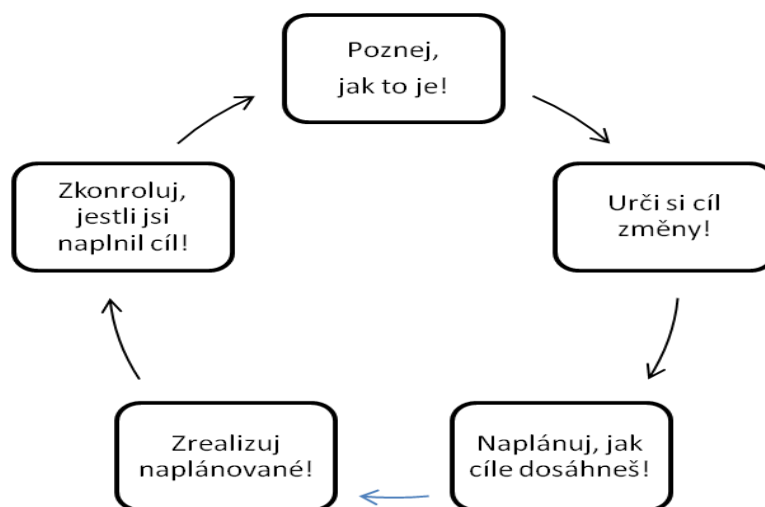 Poznej,
jak to je!
Urči si cíl
změny!
Naplánuj, jak
cíle dosáhneš!
Zrealizuj
naplánované!
Zkonroluj,
jestli jsi
naplnil cíl!